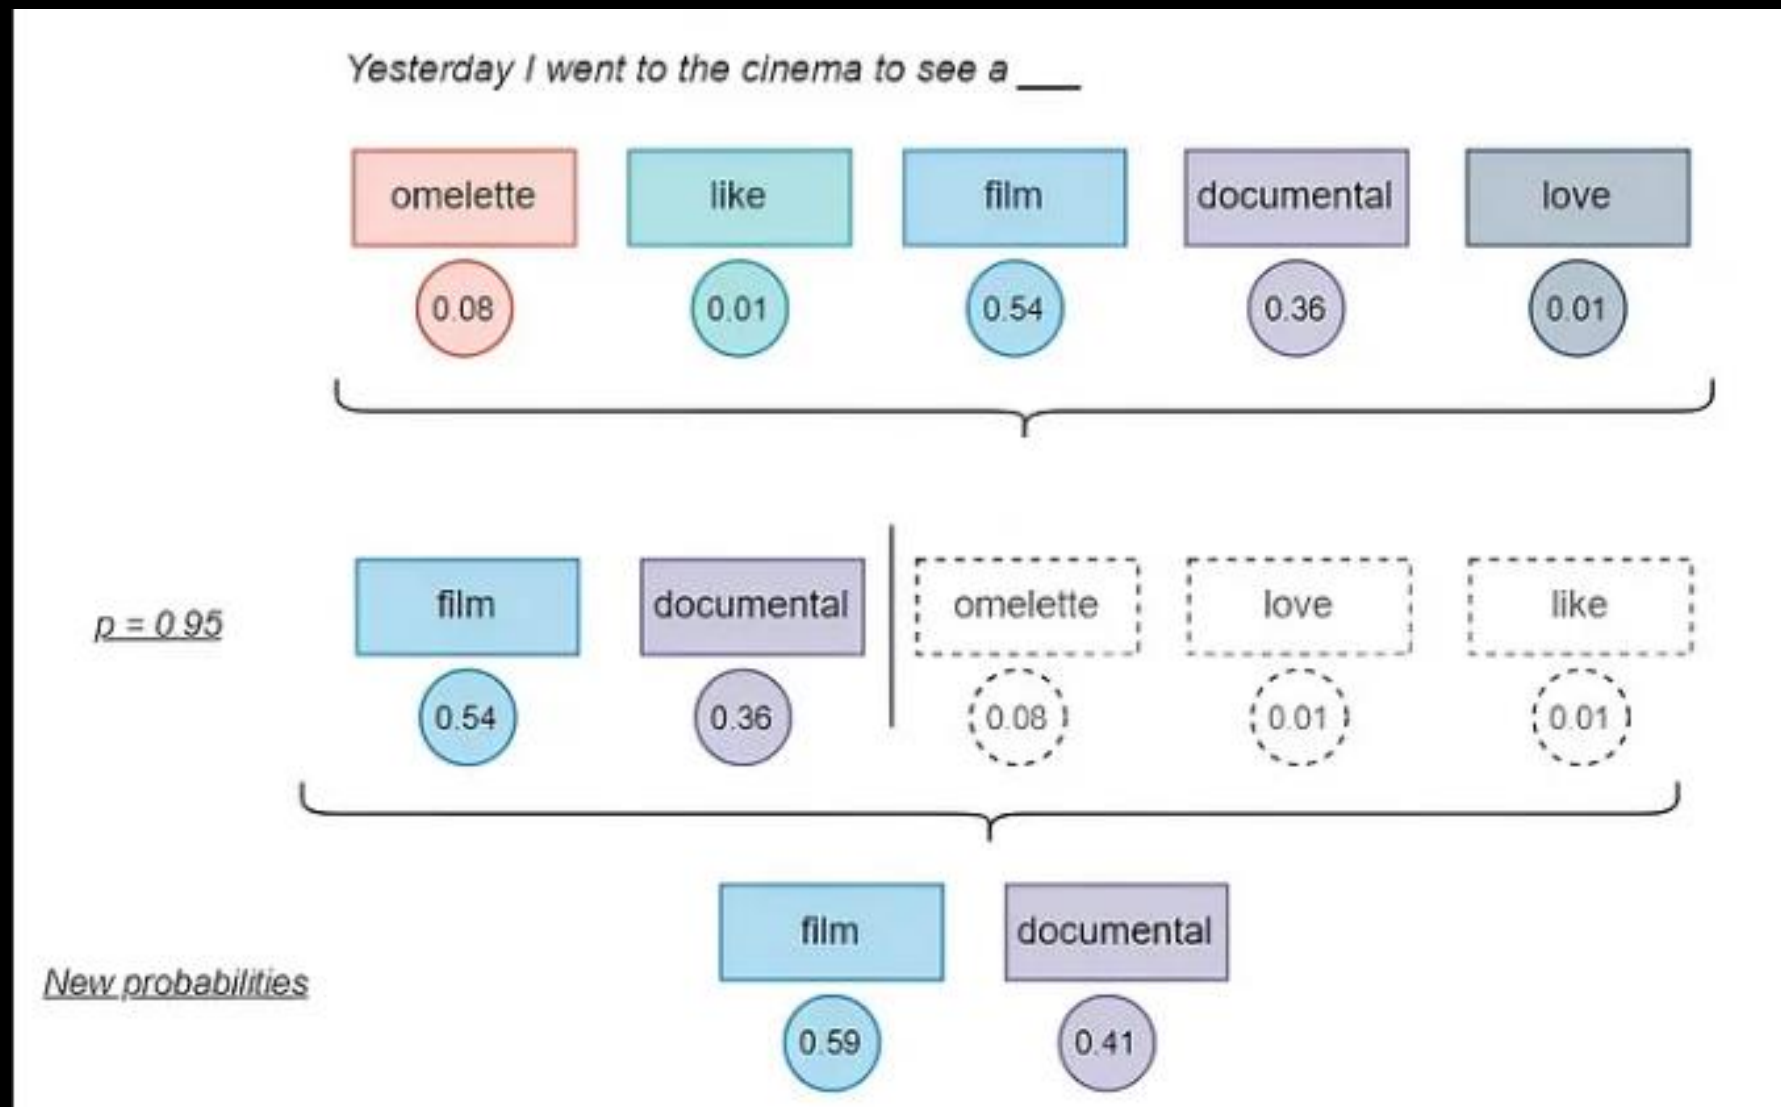 Yesterday I went to the cinema to see a ___
omelette like film documental love
0.08 0.01 0.54 0.36 0.01
film documental omelette love like
p = 0 95
0.54 0.36 0.08 0.01 0.01
film documental
New probabilities
0.59 0.41